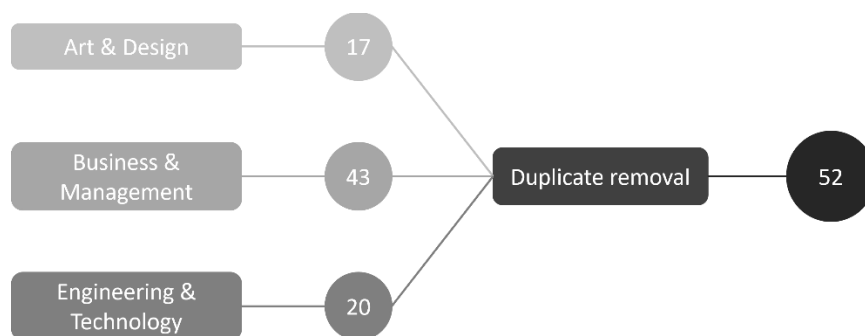 Art & Design
17
Business &
Management
43
Duplicate removal
52
Engineering &
Technology
20